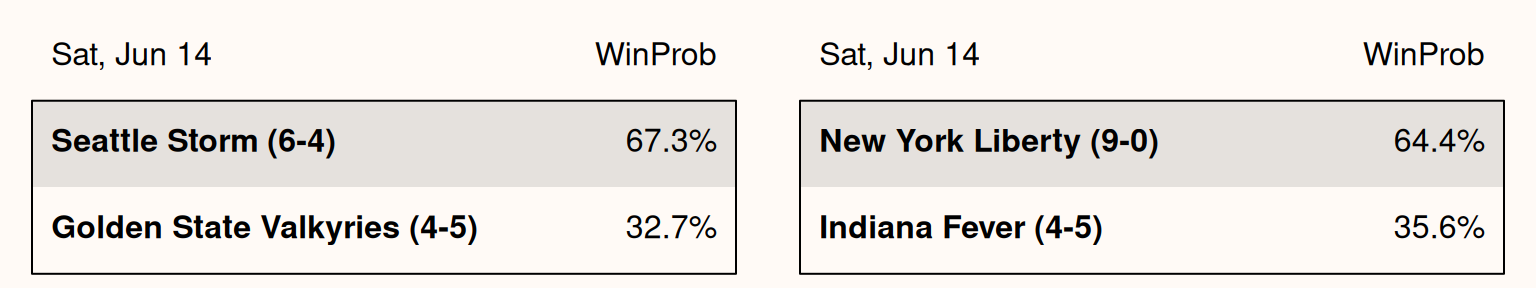 Sat, Jun 14 WinProb
Seattle Storm (6-4) 67.3%
Golden State Valkyries (4-5) 32.7%
Sat, Jun 14 WinProb
New York Liberty (9-0) 64.4%
Indiana Fever (4-5) 35.6%